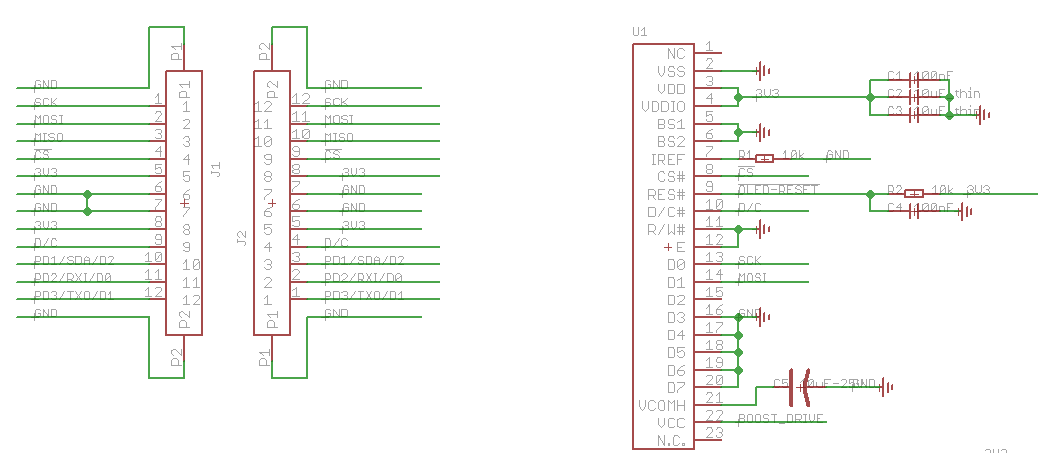 P1
GND
SCK
MOSI
MISO
CS
3V3
GND
GND
3V3
D/C
PD1/SDA/D2
PD2/RXI/D0
PD3/TXO/D1
GND
1
2
3
4
5
6
7
8
9
10
11
12
P1
1
2
3
4
5
6
7
8
9
10
11
12
P2
P2
J1
P2
P2
12
11
10
9
8
7
6
5
4
3
2
1
P1
P1
J2
12
11
10
9
8
7
6
5
4
3
2
1
GND
SCK
MOSI
MISO
CS
3V3
GND
GND
3V3
D/C
PD1/SDA/D2
PD2/RXI/D0
PD3/TXO/D1
GND
U1
NC 1
VSS 2
VDD 3
VDDIO 4
3V3
C1 100nF
C2 10uF thin
C3
BS1 5
BS2 6
IREF 7 R1 10k GND
CS# 8 CS
RES# 9 OLED-RESET R2 10k 3V3
D/C# 10 D/C C4 100nF
R/W# 11
E 12
D0 13 SCK
D1 14 MOSI
D2 15
D3 16 GND
D4 17
D5 18
D6 19
D7 20
C5 GND
VCOMH 21
VCC 22 BOOST_DRIVE
N.C. 23